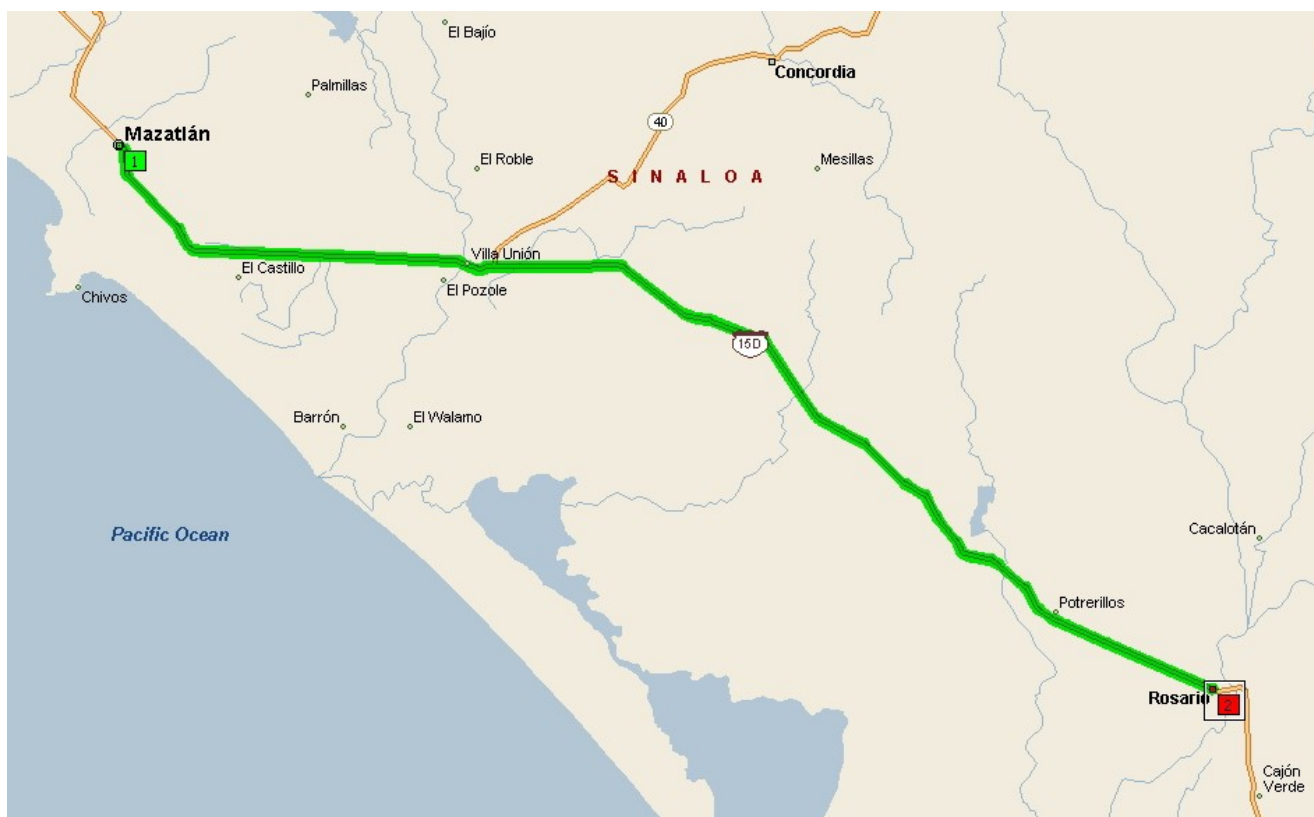 El Bajío
Concordia
Palmillas
40
Mazatlán
1
El Roble
Mesillas
SINALOA
Villa Unión
El Castillo
El Pozole
Chivos
15D
Barrón
El Walamo
Pacific Ocean
Cacalotán
Potrerillos
Rosario
2
Cajón
Verde